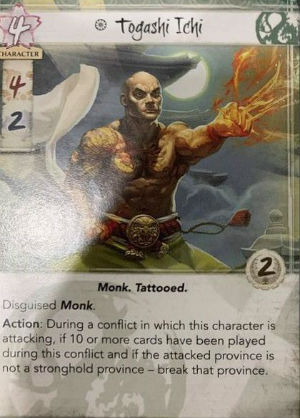 4
Togashi Ichi
CHARACTER
4
2
Monk. Tattooed.
2
Disguised Monk.
Action: During a conflict in which this character is
attacking, if 10 or more cards have been played
during this conflict and if the attacked province is
not a stronghold province – break that province.